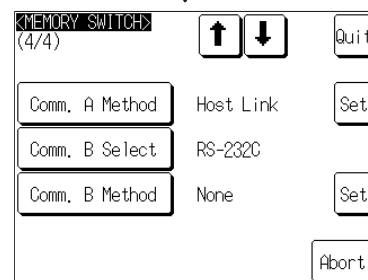 <MEMORY SWITCH>
(4/4) Quit
Comm. A Method Host Link Set
Comm. B Select RS-232C
Comm. B Method None Set
Abort